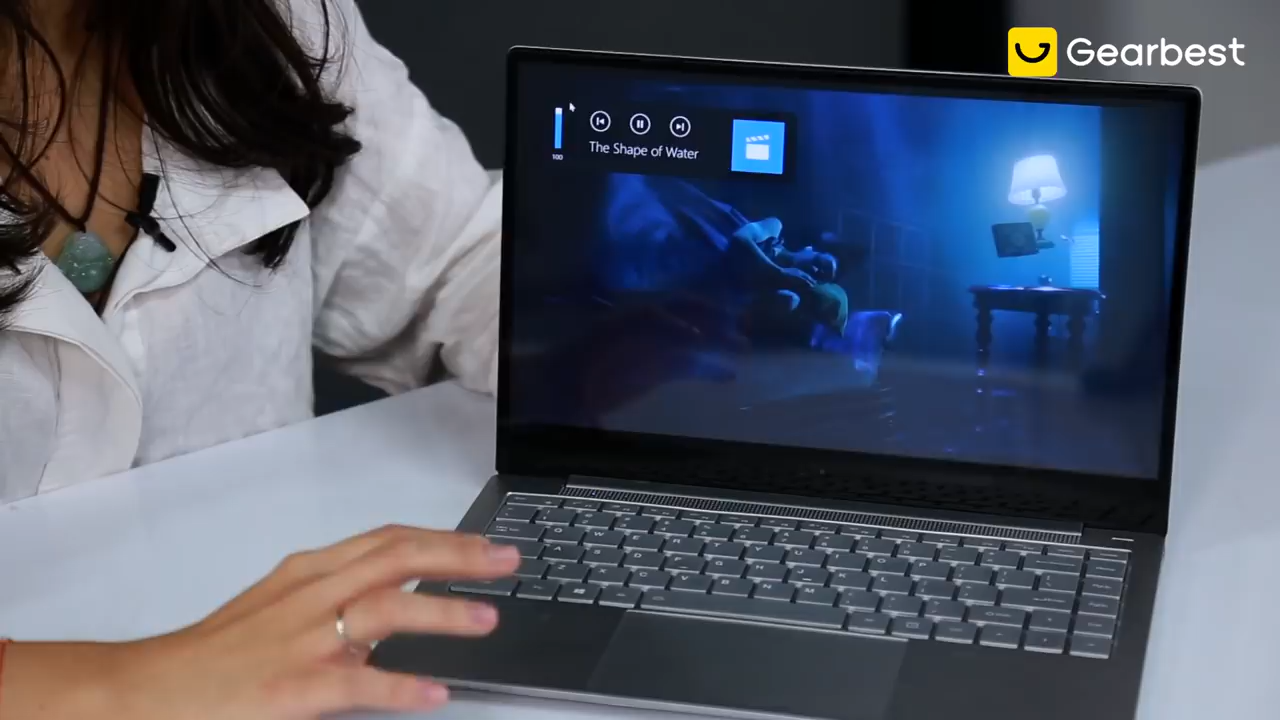 Gearbest
100
The Shape of Water
Q W E R T Y U I O P
A S D F G H J K L
Z X C V B N M